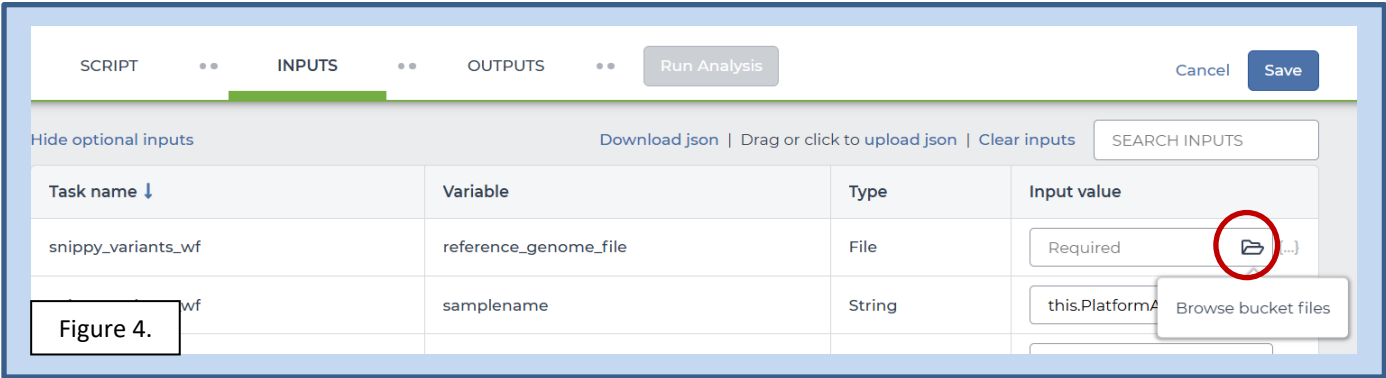 SCRIPT INPUTS OUTPUTS Run Analysis Cancel Save
Hide optional inputs Download json | Drag or click to upload json | Clear inputs SEARCH INPUTS
Task name ↓ Variable Type Input value
snippy_variants_wf reference_genome_file File Required {...}
wf samplename String this.PlatformA
Browse bucket files
Figure 4.